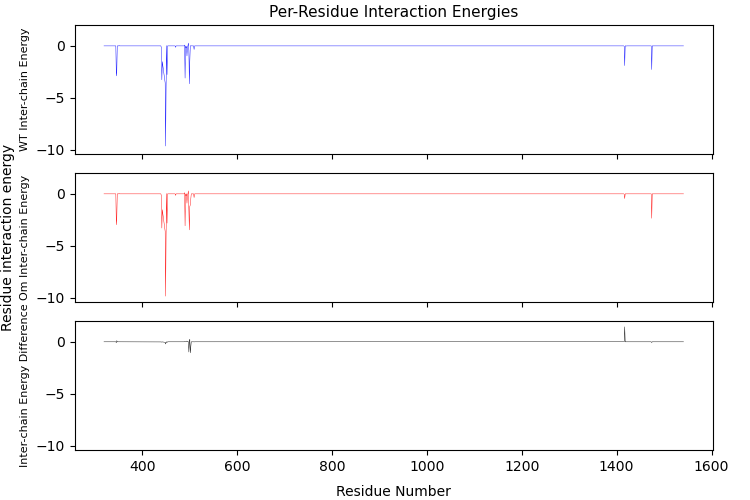 Per-Residue Interaction Energies
Residue interaction energy
WT Inter-chain Energy
0
−5
−10
Om Inter-chain Energy
0
−5
−10
Inter-chain Energy Difference
0
−5
−10
400
600
800
1000
1200
1400
1600
Residue Number